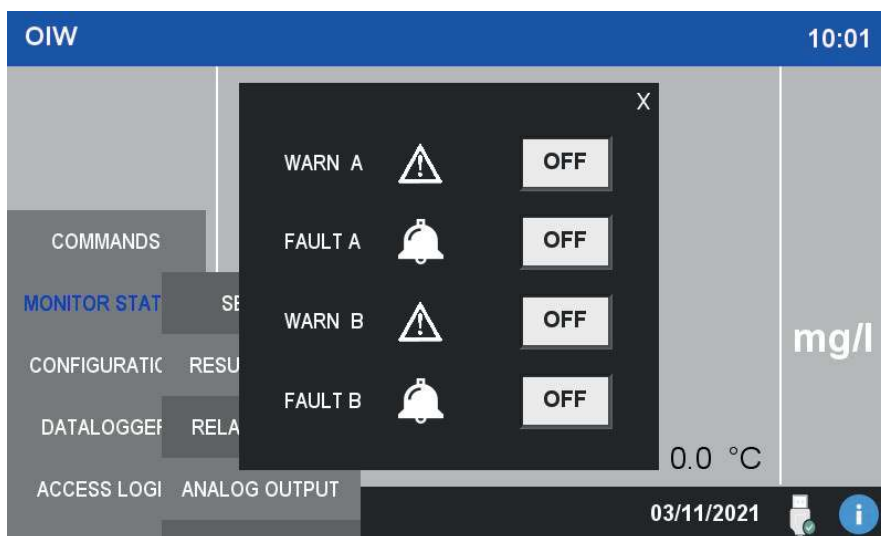 OIW 10:01
X
WARN A OFF
COMMANDS FAULT A OFF
MONITOR STAT SE WARN B OFF
mg/l
CONFIGURATIC RESU
FAULT B OFF
DATALOGGEF RELA
0.0 °C
ACCESS LOGI ANALOG OUTPUT
03/11/2021
i